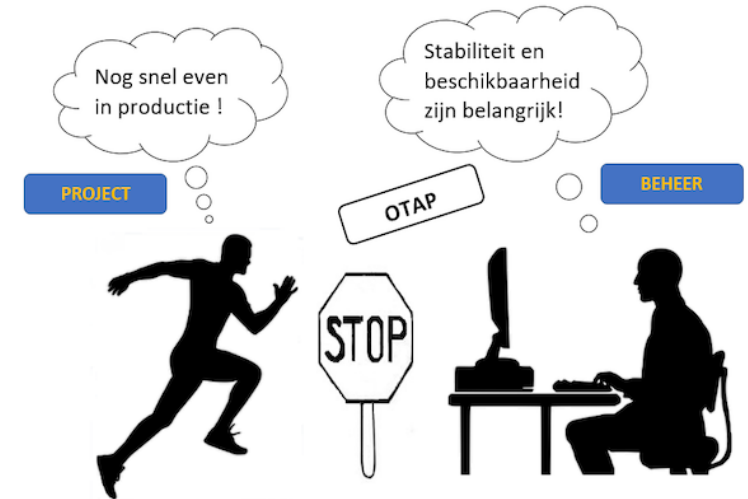 Nog snel even
in productie !
Stabiliteit en
beschikbaarheid
zijn belangrijk!
PROJECT
OTAP
BEHEER
STOP